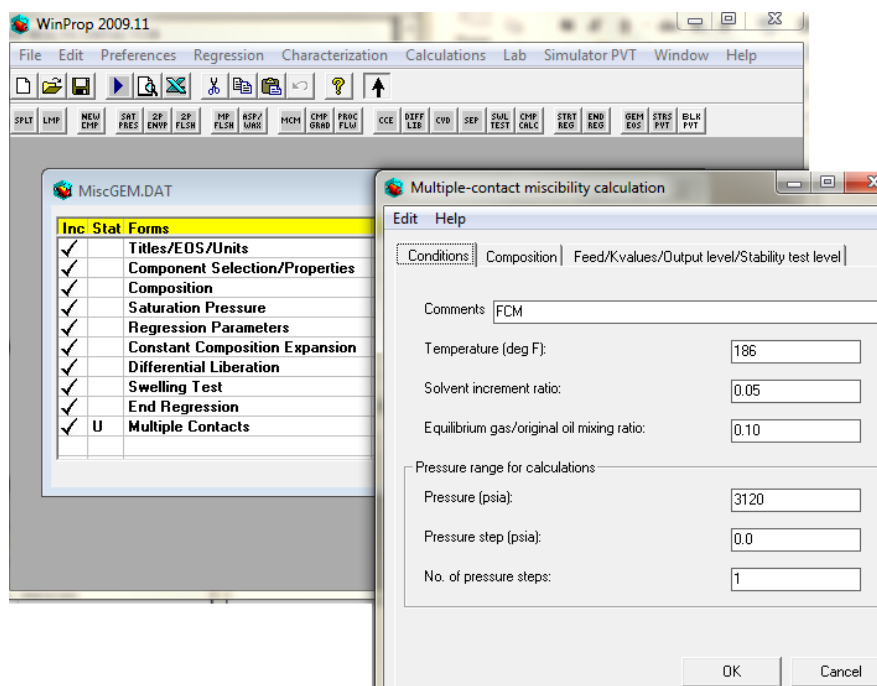 WinProp 2009.11
File Edit Preferences Regression Characterization Calculations Lab Simulator PVT Window Help
SPLT LMP NEW CMP SAT PRES 2P ENVP 2P FLSH MP FLSH ASP/ WAX MCM CMP GRAD PROC FLW CCE DIFF LIB CVD SEP SWL TEST CMP CALC STRT REG END REG GEM EOS STRS PVT BLK PVT
MiscGEM.DAT
Inc Stat Forms
Titles/EOS/Units
Component Selection/Properties
Composition
Saturation Pressure
Regression Parameters
Constant Composition Expansion
Differential Liberation
Swelling Test
End Regression
U Multiple Contacts
Multiple-contact miscibility calculation
Edit Help
Conditions Composition Feed/Kvalues/Output level/Stability test level
Comments FCM
Temperature (deg F): 186
Solvent increment ratio: 0.05
Equilibrium gas/original oil mixing ratio: 0.10
Pressure range for calculations
Pressure (psia): 3120
Pressure step (psia): 0.0
No. of pressure steps: 1
OK Cancel